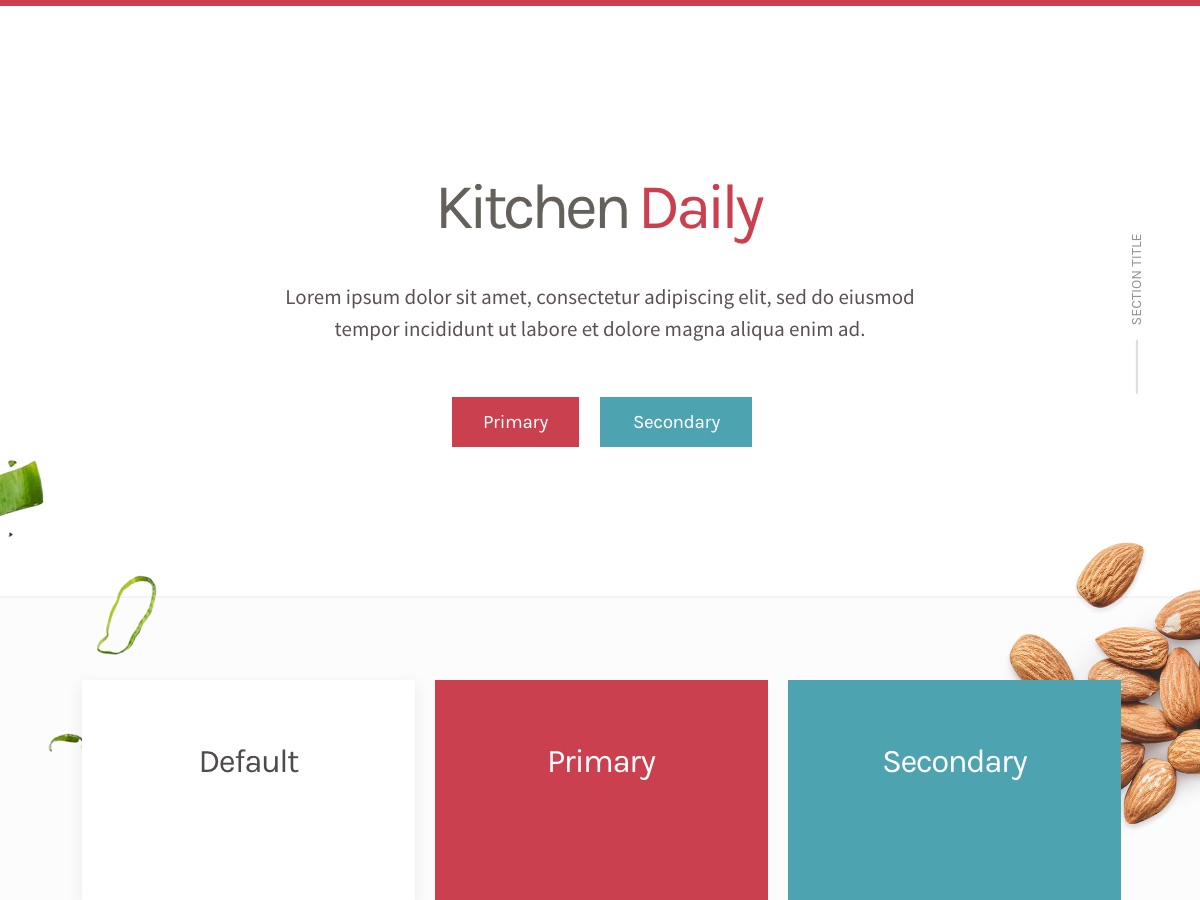 Kitchen Daily
Lorem ipsum dolor sit amet, consectetur adipiscing elit, sed do eiusmod
tempor incididunt ut labore et dolore magna aliqua enim ad.
SECTION TITLE
Primary
Secondary
Default
Primary
Secondary